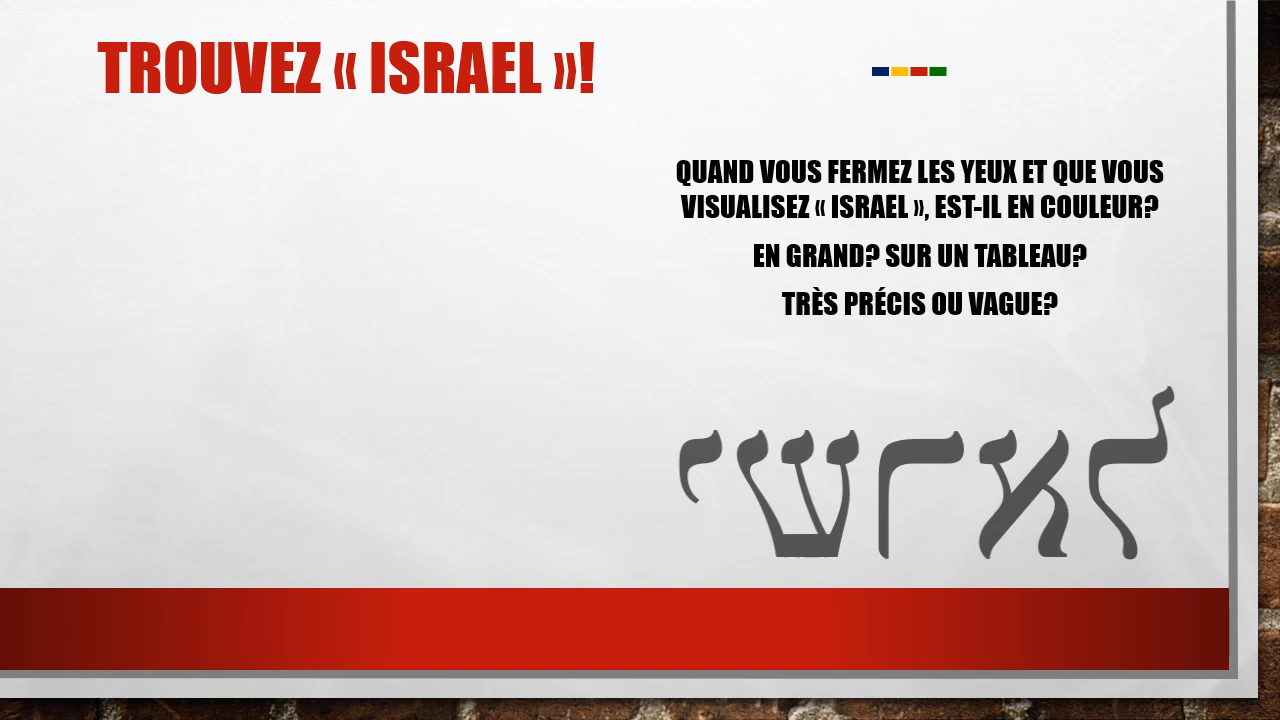 TROUVEZ « ISRAEL »!
QUAND VOUS FERMEZ LES YEUX ET QUE VOUS
VISUALISEZ « ISRAEL », EST-IL EN COULEUR?
EN GRAND? SUR UN TABLEAU?
TRÈS PRÉCIS OU VAGUE?
ישראל